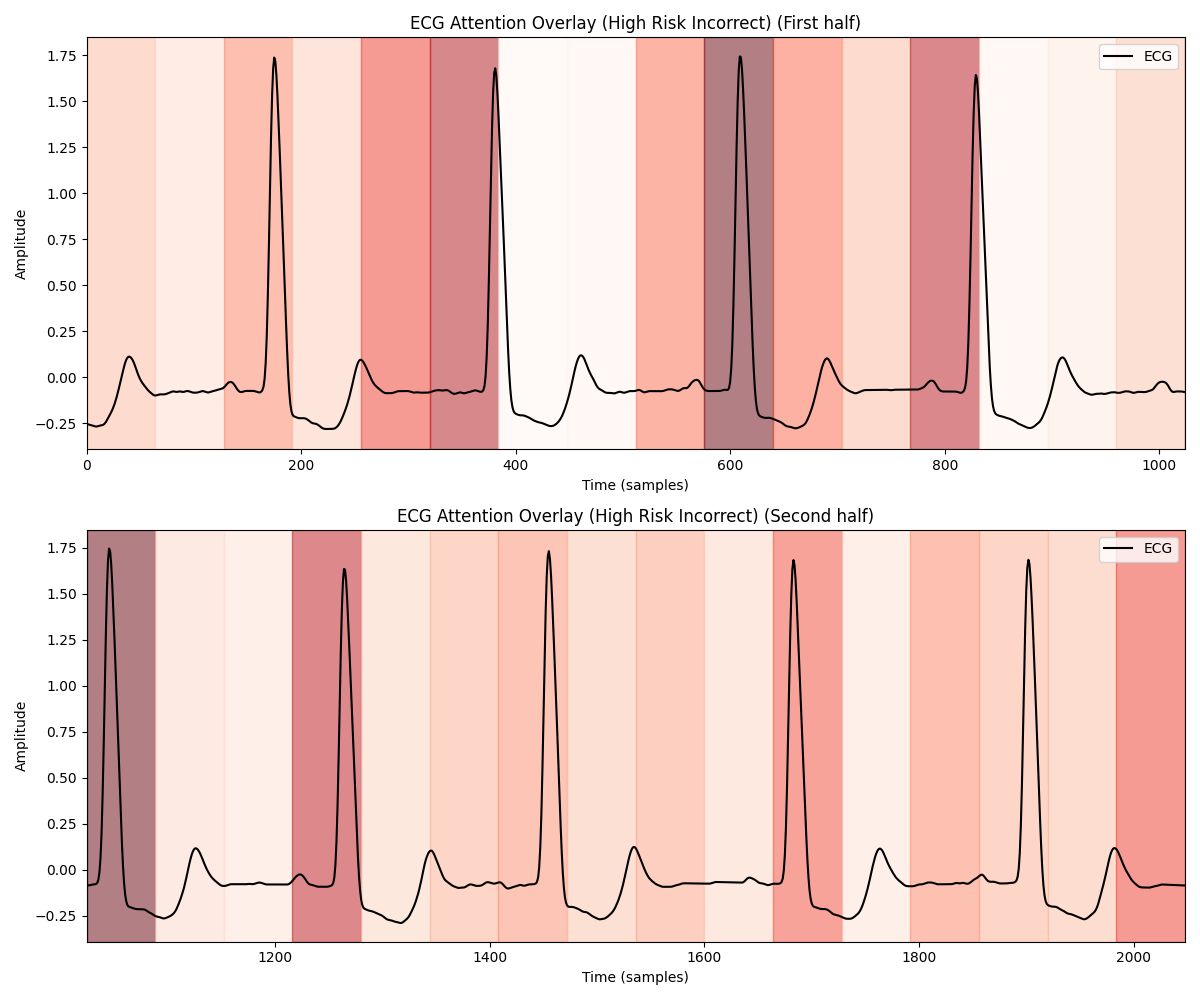 ECG Attention Overlay (High Risk Incorrect) (First half)
1.75
1.50
1.25
1.00
0.75
0.50
0.25
0.00
−0.25
Amplitude
ECG
0 200 400 600 800 1000
Time (samples)
ECG Attention Overlay (High Risk Incorrect) (Second half)
1.75
1.50
1.25
1.00
0.75
0.50
0.25
0.00
−0.25
Amplitude
ECG
1200 1400 1600 1800 2000
Time (samples)